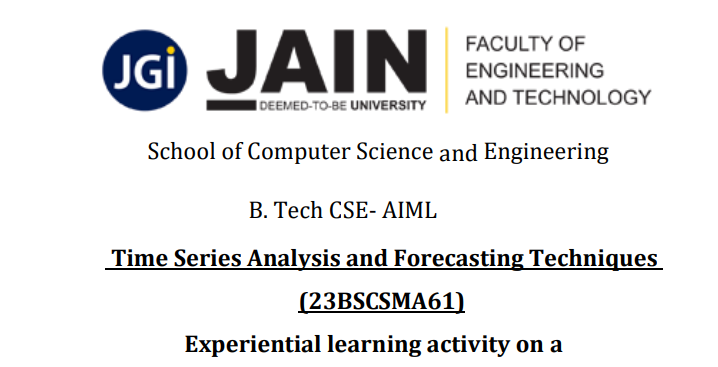 JGi JAIN
DEEMED-TO-BE UNIVERSITY
FACULTY OF
ENGINEERING
AND TECHNOLOGY
School of Computer Science and Engineering
B. Tech CSE- AIML
Time Series Analysis and Forecasting Techniques
(23BSCSMA61)
Experiential learning activity on a